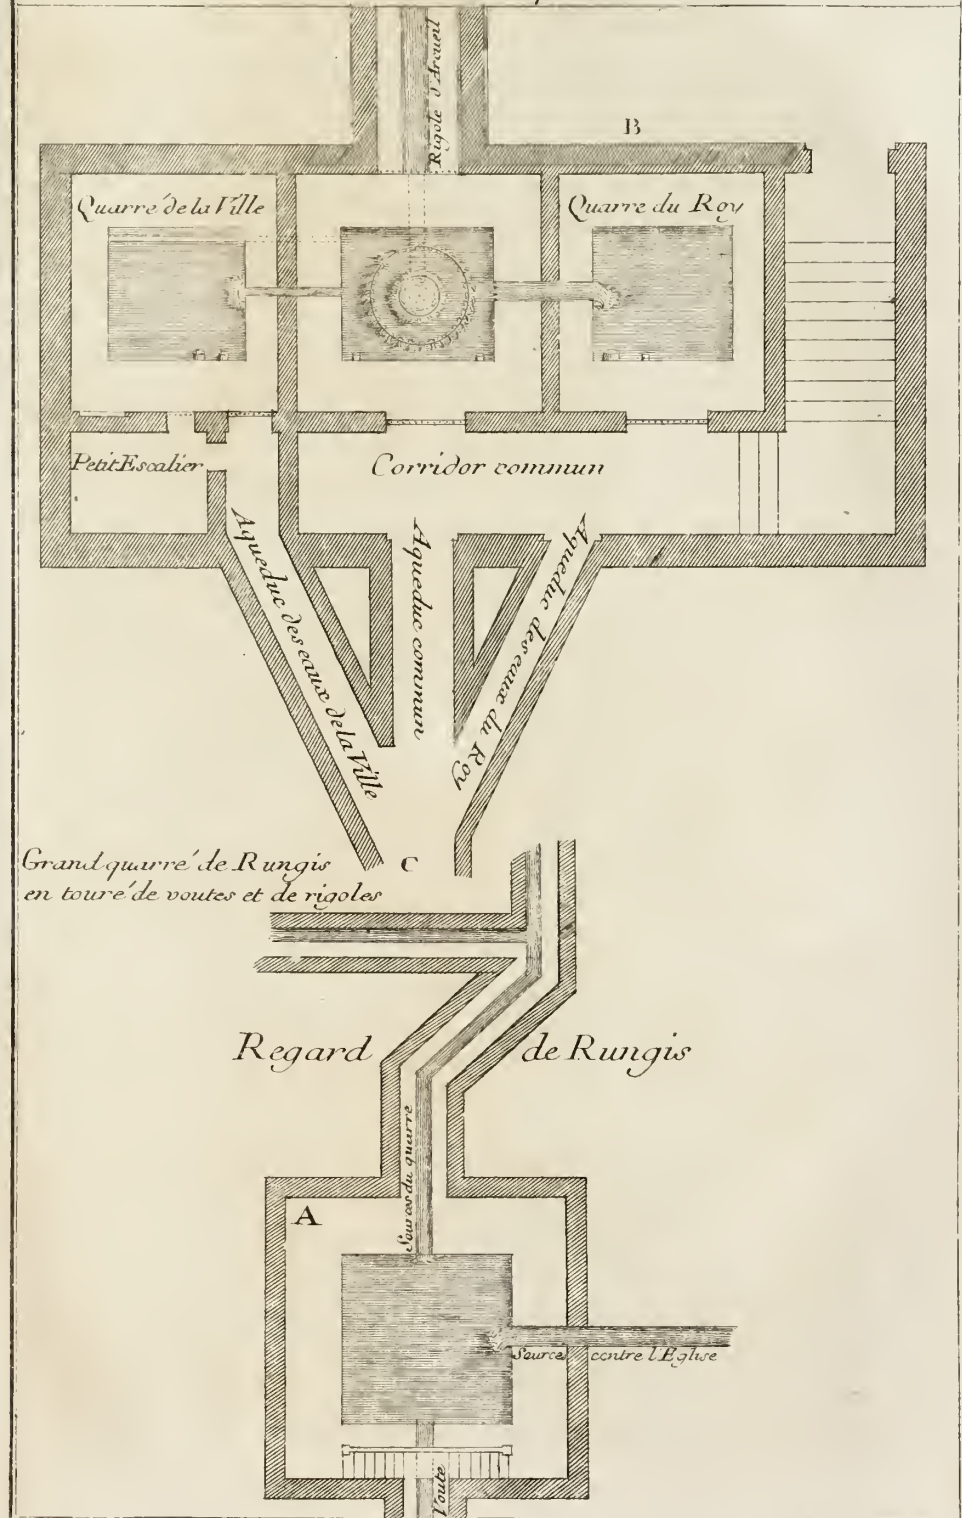 Rigole d'Arcueil
B
Quarré de la Ville
Quarre du Roy
Petit Escalier
Corridor commun
Aqueduc des eaux de la Ville
Aqueduc commun
Aqueduc des eaux du Roy
C
Grand quarré de Rungis
en touré de voutes et de rigoles
Regard de Rungis
Sources du quarre
A
Source contre l'Eglise
Voute